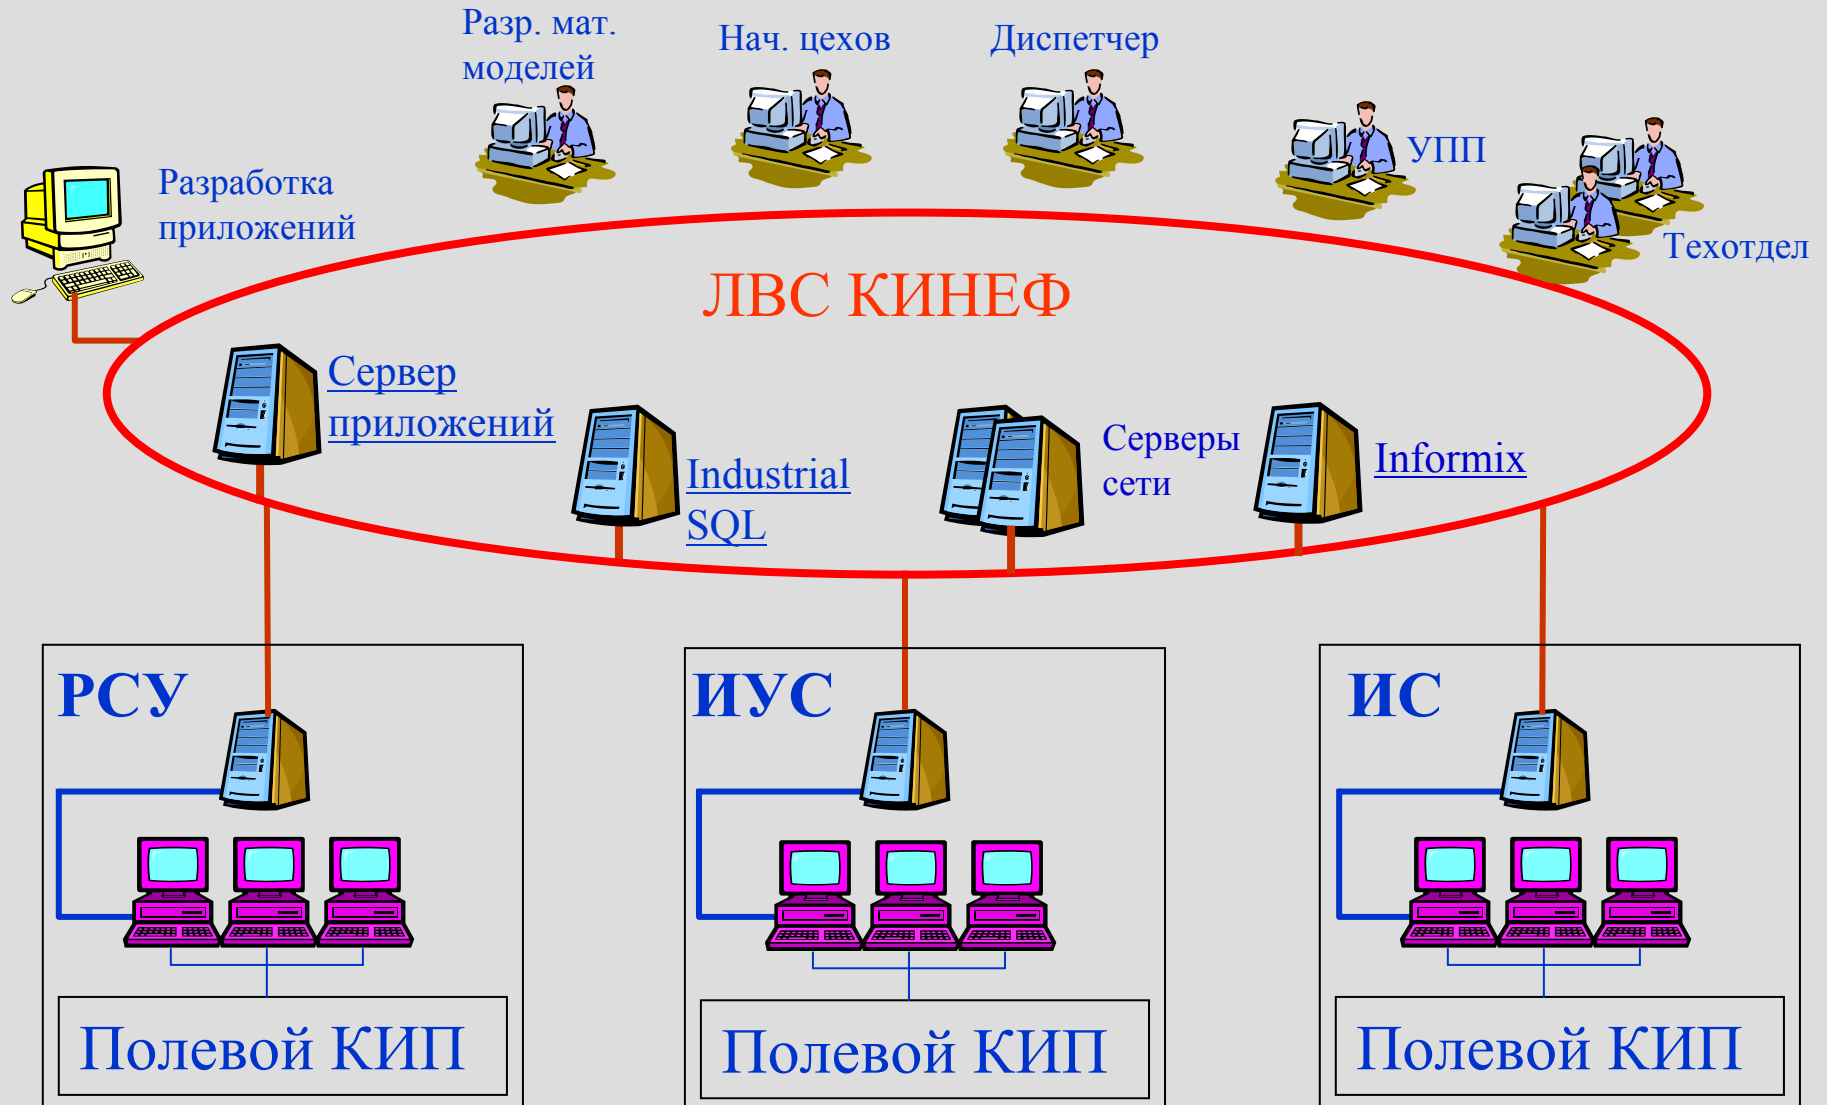 Разр. мат.
моделей
Нач. цехов
Диспетчер
УПП
Техотдел
Разработка
приложений
ЛВС КИНЕФ
Сервер
приложений
Industrial
SQL
Серверы
сети
Informix
РСУ
ИУС
ИС
Полевой КИП
Полевой КИП
Полевой КИП